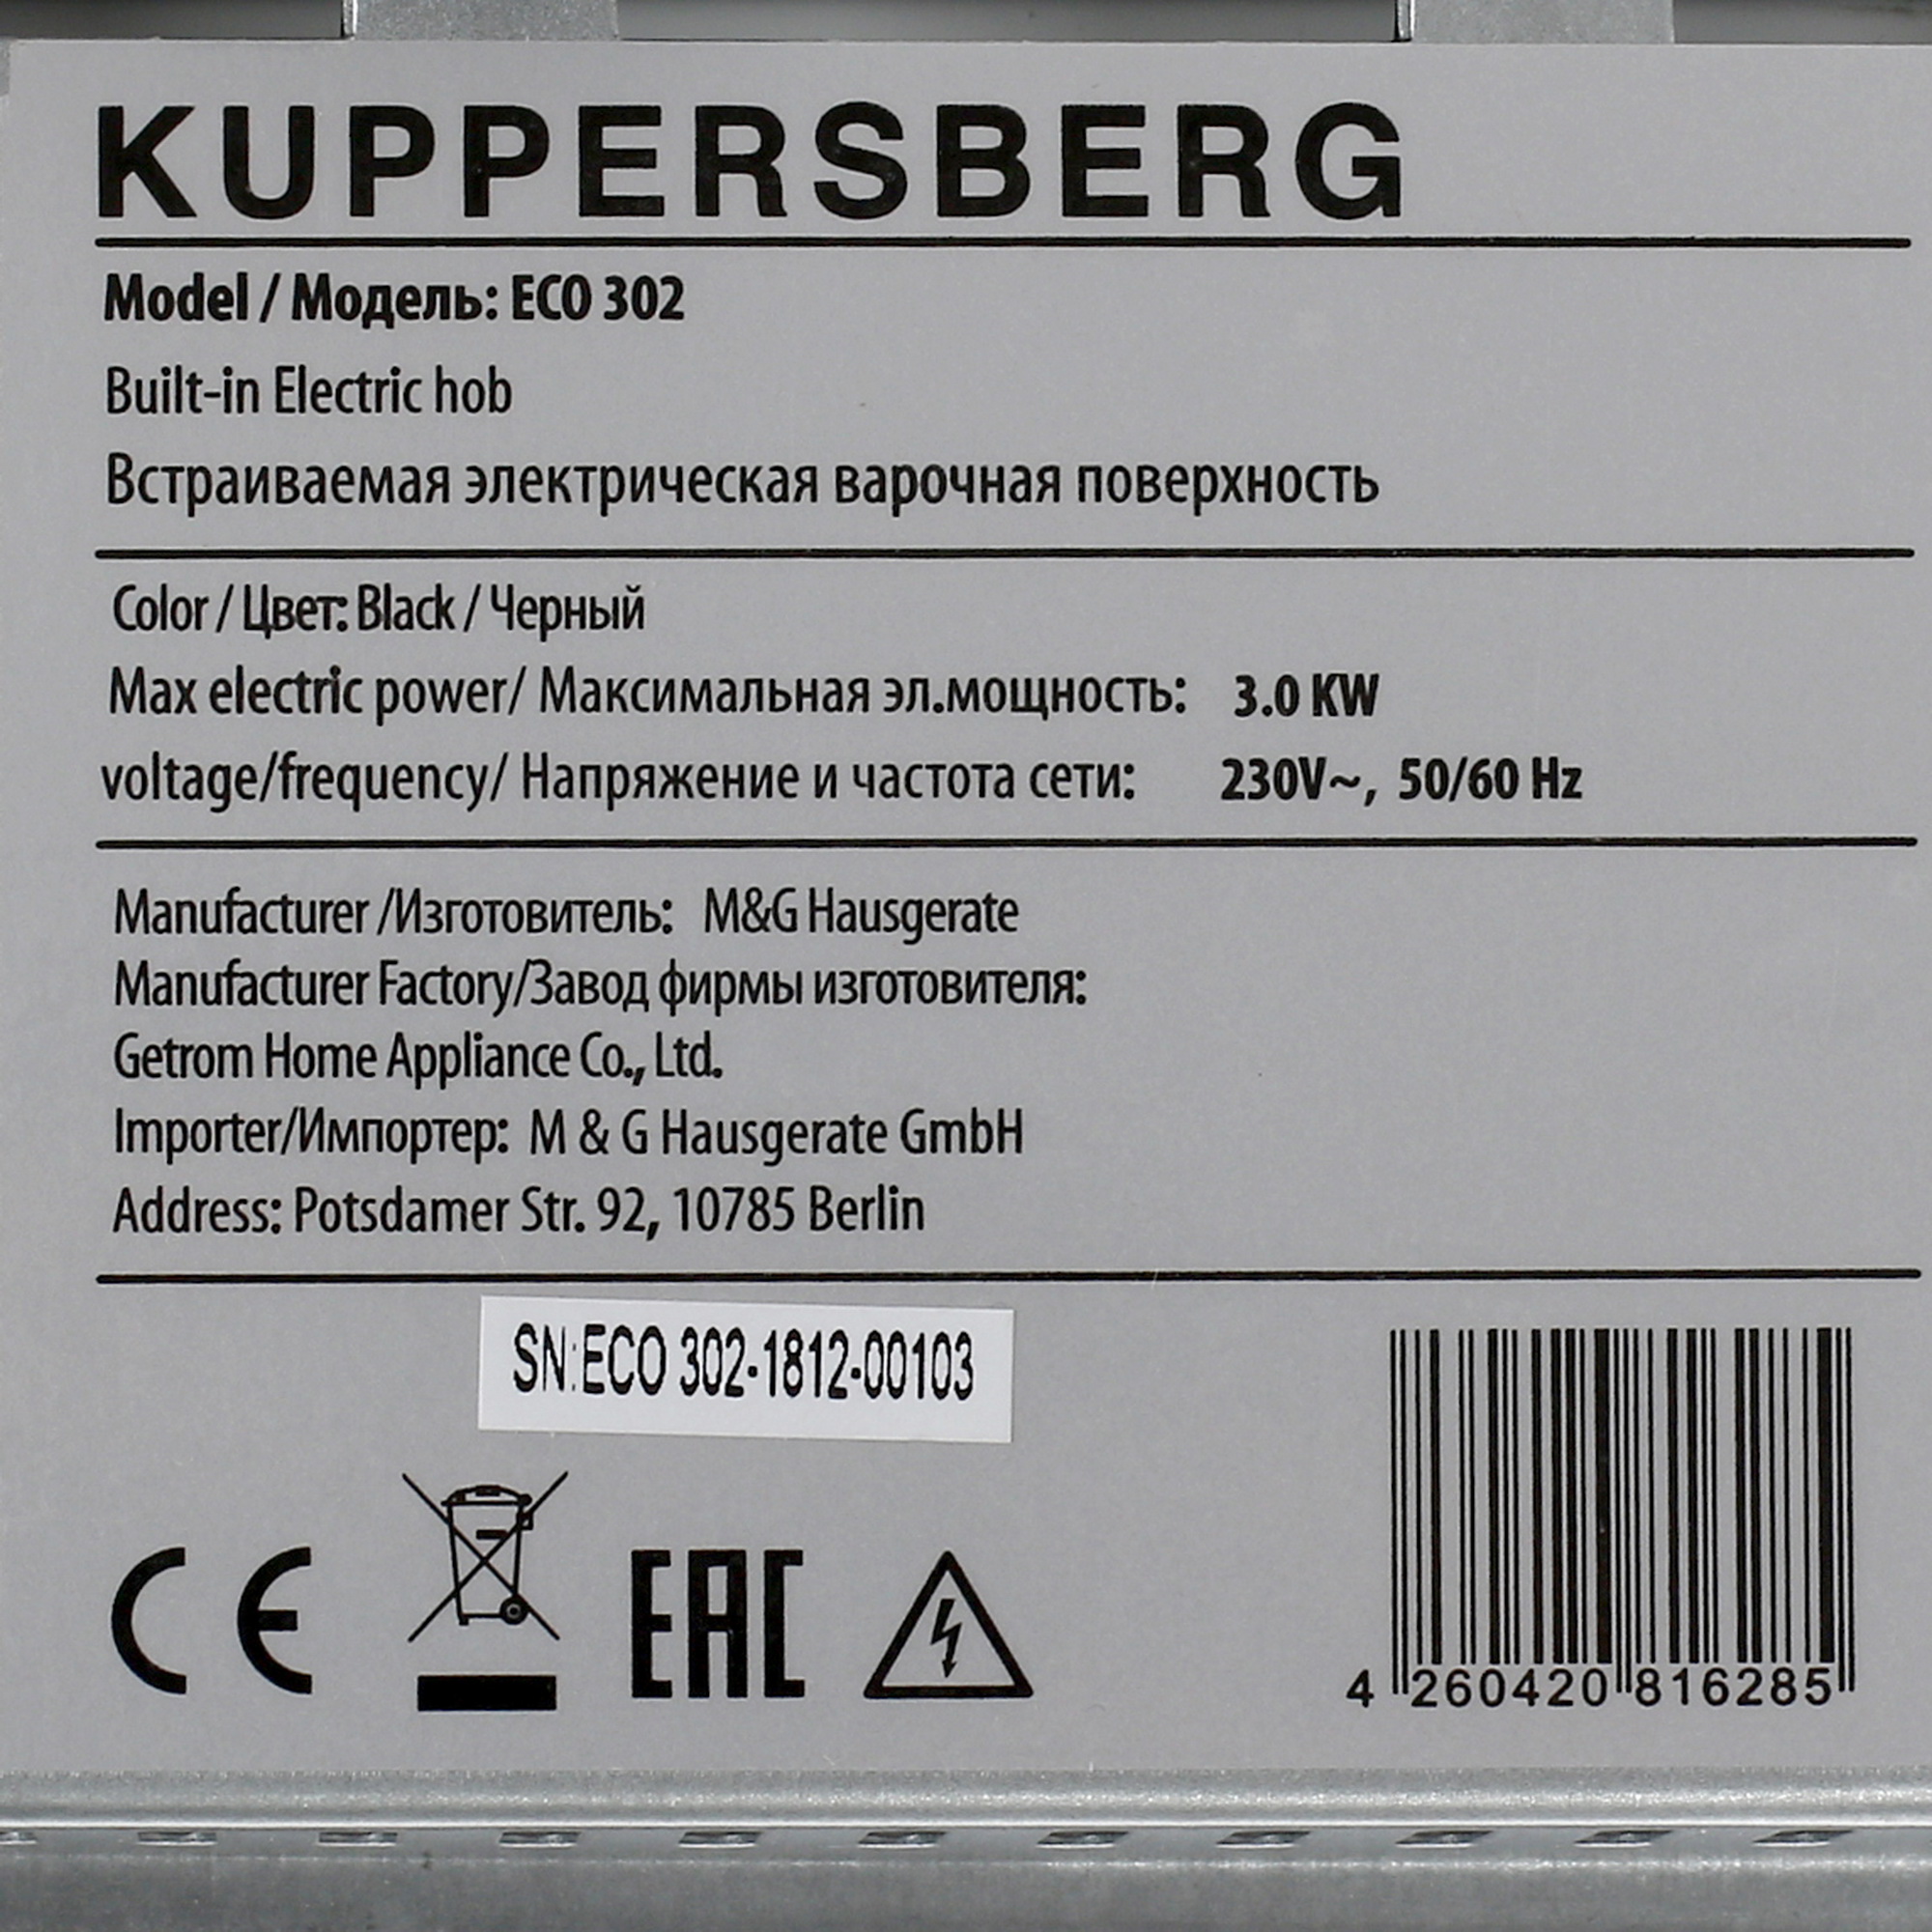 KUPPERSBERG
Model / Модель: ECO 302
Built-in Electric hob
Встраиваемая электрическая варочная поверхность
Color / Цвет: Black / Черный
Max electric power/ Максимальная эл.мощность: 3.0 KW
voltage/frequency/ Напряжение и частота сети: 230V~, 50/60 Hz
Manufacturer /Изготовитель: M&G Hausgerate
Manufacturer Factory/Завод фирмы изготовителя:
Getrom Home Appliance Co., Ltd.
Importer/Импортер: M & G Hausgerate GmbH
Address: Potsdamer Str. 92, 10785 Berlin
SN:ECO 302-1812-00103
CE EAC
4 260420 816285